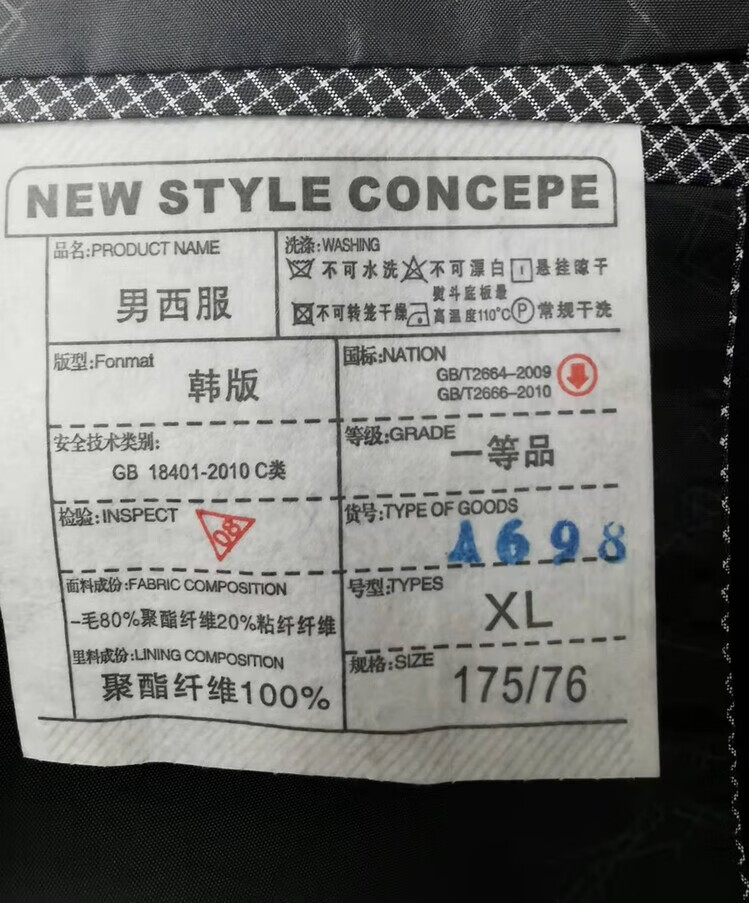 NEW STYLE CONCEPE
品名:PRODUCT NAME
男西服
洗涤:WASHING
不可水洗 不可漂白 悬挂晾干
不可转笼干燥 熨斗底板最高温度110°C P 常规干洗
版型:Fonmat
韩版
国标:NATION
GB/T2664-2009
GB/T2666-2010
安全技术类别:
GB 18401-2010 C类
等级:GRADE
一等品
检验:INSPECT
08
货号:TYPE OF GOODS
A698
面料成份:FABRIC COMPOSITION
-毛80%聚酯纤维20%粘纤纤维
号型:TYPES
XL
里料成份:LINING COMPOSITION
聚酯纤维100%
规格:SIZE
175/76